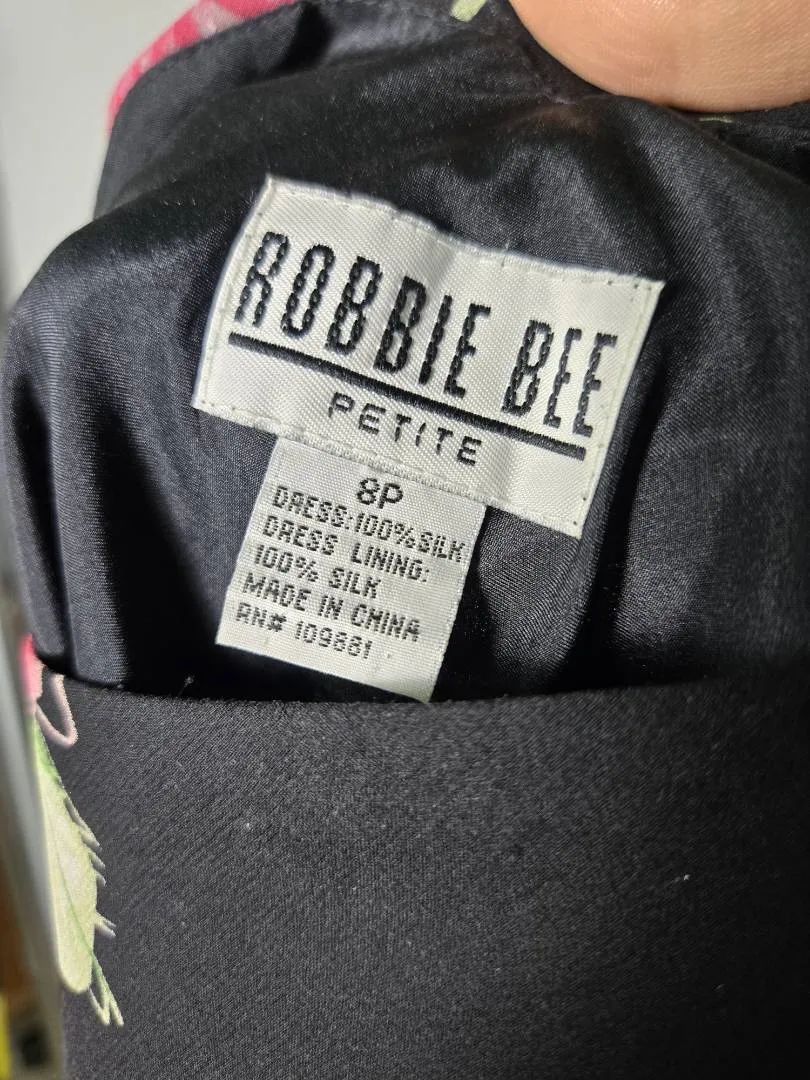 ROBBIE BEE
PETITE
8P
DRESS:100%SILK
DRESS LINING:
100% SILK
MADE IN CHINA
RN# 109661